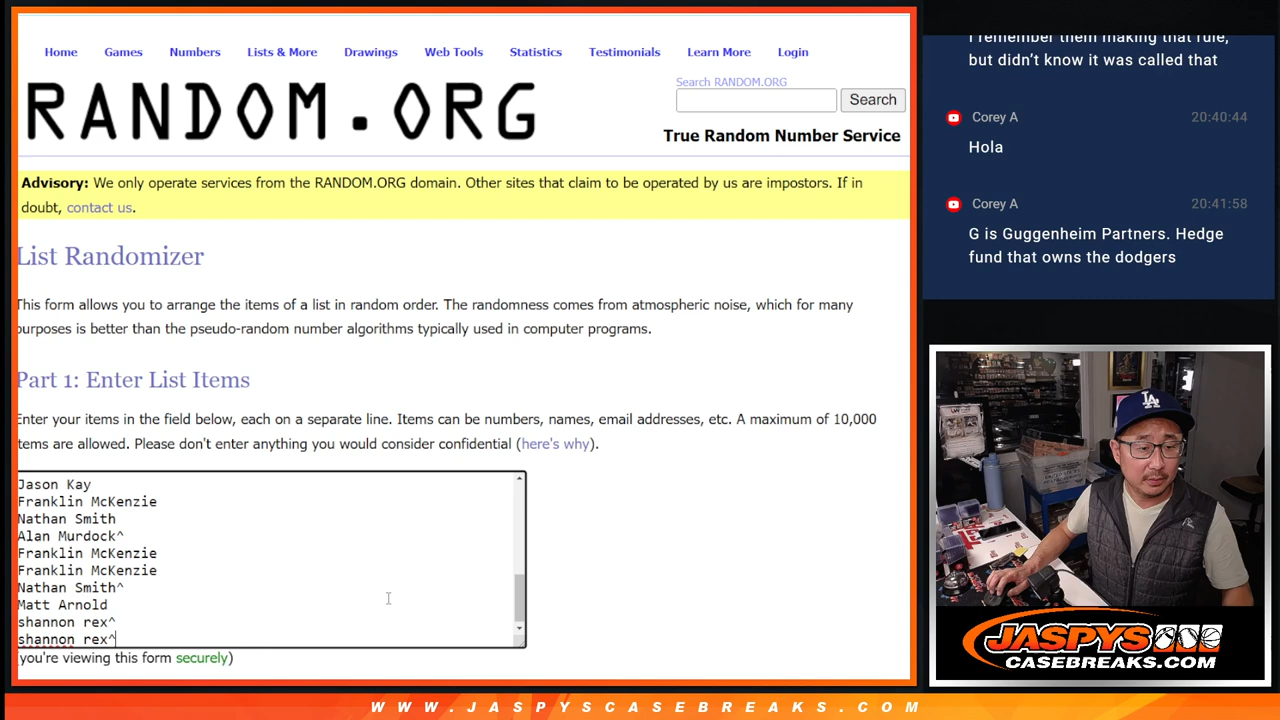 Home Games Numbers Lists & More Drawings Web Tools Statistics Testimonials Learn More Login
RANDOM.ORG
Search RANDOM.ORG
Search
True Random Number Service
Advisory: We only operate services from the RANDOM.ORG domain. Other sites that claim to be operated by us are impostors. If in
doubt, contact us.
List Randomizer
This form allows you to arrange the items of a list in random order. The randomness comes from atmospheric noise, which for many
purposes is better than the pseudo-random number algorithms typically used in computer programs.
Part 1: Enter List Items
Enter your items in the field below, each on a separate line. Items can be numbers, names, email addresses, etc. A maximum of 10,000
items are allowed. Please don't enter anything you would consider confidential (here's why).
Jason Kay
Franklin McKenzie
Nathan Smith
Alan Murdock^
Franklin McKenzie
Franklin McKenzie
Nathan Smith^
Matt Arnold
shannon rex^
shannon rex^
(you're viewing this form securely)
I remember them making that rule,
but didn't know it was called that
Corey A 20:40:44
Hola
Corey A 20:41:58
G is Guggenheim Partners. Hedge
fund that owns the dodgers
LA
JASPYS
CASEBREAKS.COM
WWW.JASPYSCASEBREAKS.COM